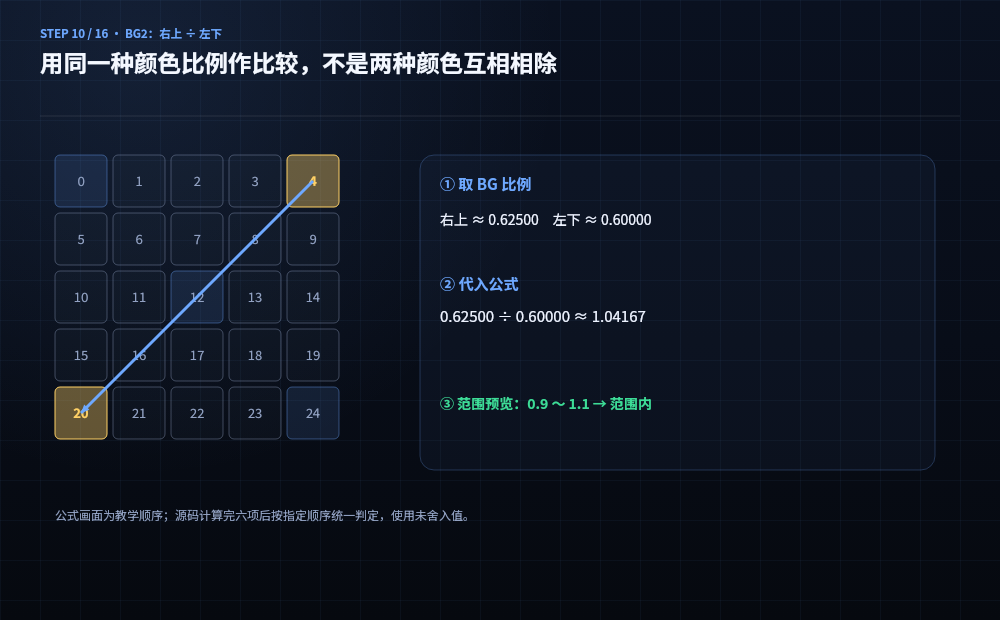 STEP 10 / 16 · BG2：右上 ÷ 左下
用同一种颜色比例作比较，不是两种颜色互相相除
0 1 2 3 4
5 6 7 8 9
10 11 12 13 14
15 16 17 18 19
20 21 22 23 24
① 取 BG 比例
右上 ≈ 0.62500 左下 ≈ 0.60000
② 代入公式
0.62500 ÷ 0.60000 ≈ 1.04167
③ 范围预览：0.9 ～ 1.1 → 范围内
公式画面为教学顺序；源码计算完六项后按指定顺序统一判定，使用未舍入值。